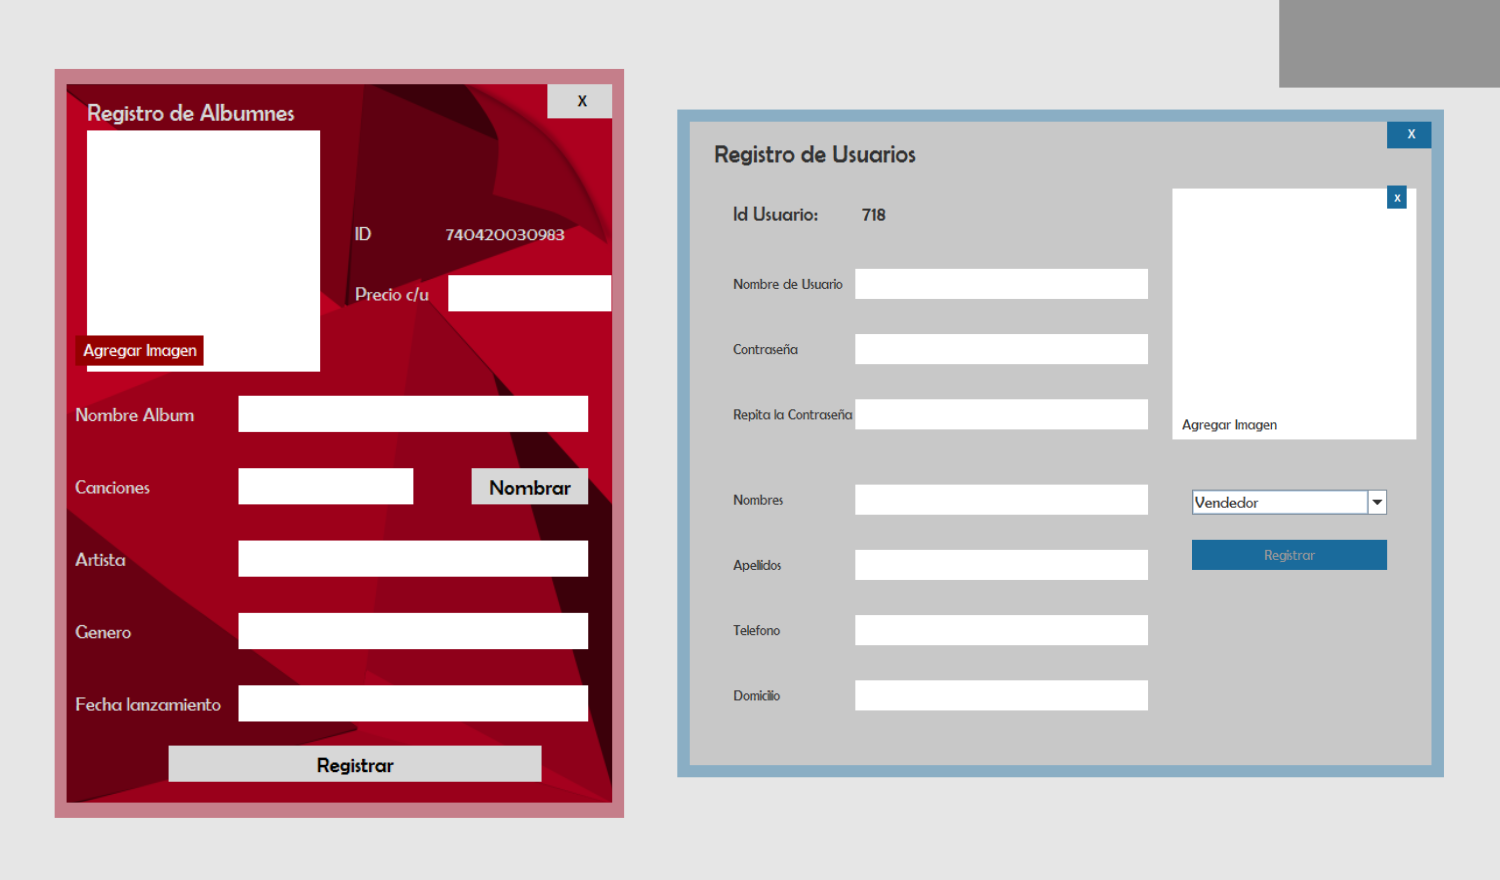 Registro de Albumnes
X
ID 740420030983
Precio c/u
Agregar Imagen
Nombre Album
Canciones
Nombrar
Artista
Genero
Fecha lanzamiento
Registrar
X
Registro de Usuarios
Id Usuario: 718
x
Nombre de Usuario
Contraseña
Repita la Contraseña
Agregar Imagen
Nombres
Vendedor
Registrar
Apellidos
Telefono
Domicilio